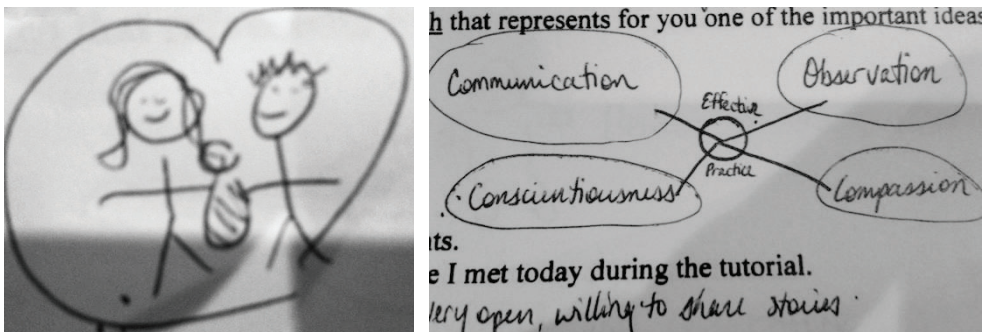 h that represents for you one of the important ideas
Communication
Observation
Effective
Practice
Conscientiousness
Compassion
ts.
e I met today during the tutorial.
very open, willing to share stories.